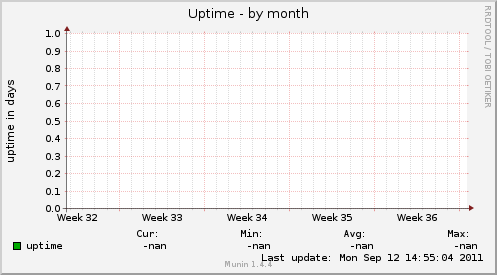 Uptime - by month
RRDTOOL / TOBI OETIKER
uptime in days
1.0
0.9
0.8
0.7
0.6
0.5
0.4
0.3
0.2
0.1
0.0
Week 32 Week 33 Week 34 Week 35 Week 36
Cur: Min: Avg: Max:
uptime -nan -nan -nan -nan
Last update: Mon Sep 12 14:55:04 2011
Munin 1.4.4